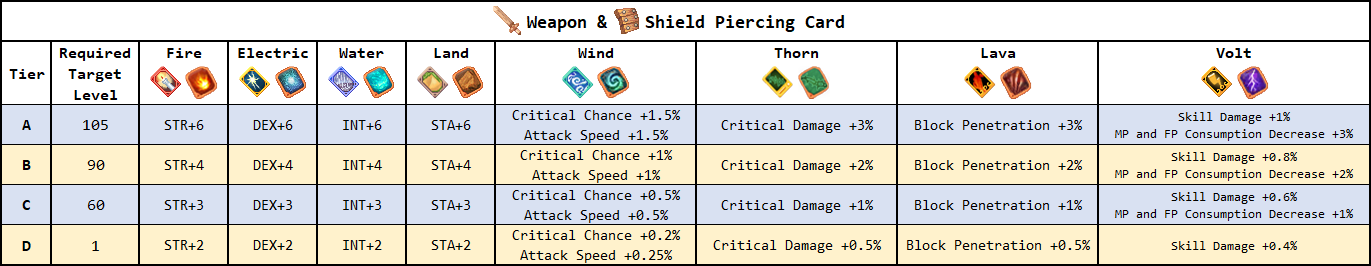 Weapon & Shield Piercing Card
Tier Required Target Level Fire Electric Water Land Wind Thorn Lava Volt
A 105 STR+6 DEX+6 INT+6 STA+6 Critical Chance +1.5% Attack Speed +1.5% Critical Damage +3% Block Penetration +3% Skill Damage +1% MP and FP Consumption Decrease +3%
B 90 STR+4 DEX+4 INT+4 STA+4 Critical Chance +1% Attack Speed +1% Critical Damage +2% Block Penetration +2% Skill Damage +0.8% MP and FP Consumption Decrease +2%
C 60 STR+3 DEX+3 INT+3 STA+3 Critical Chance +0.5% Attack Speed +0.5% Critical Damage +1% Block Penetration +1% Skill Damage +0.6% MP and FP Consumption Decrease +1%
D 1 STR+2 DEX+2 INT+2 STA+2 Critical Chance +0.2% Attack Speed +0.25% Critical Damage +0.5% Block Penetration +0.5% Skill Damage +0.4%